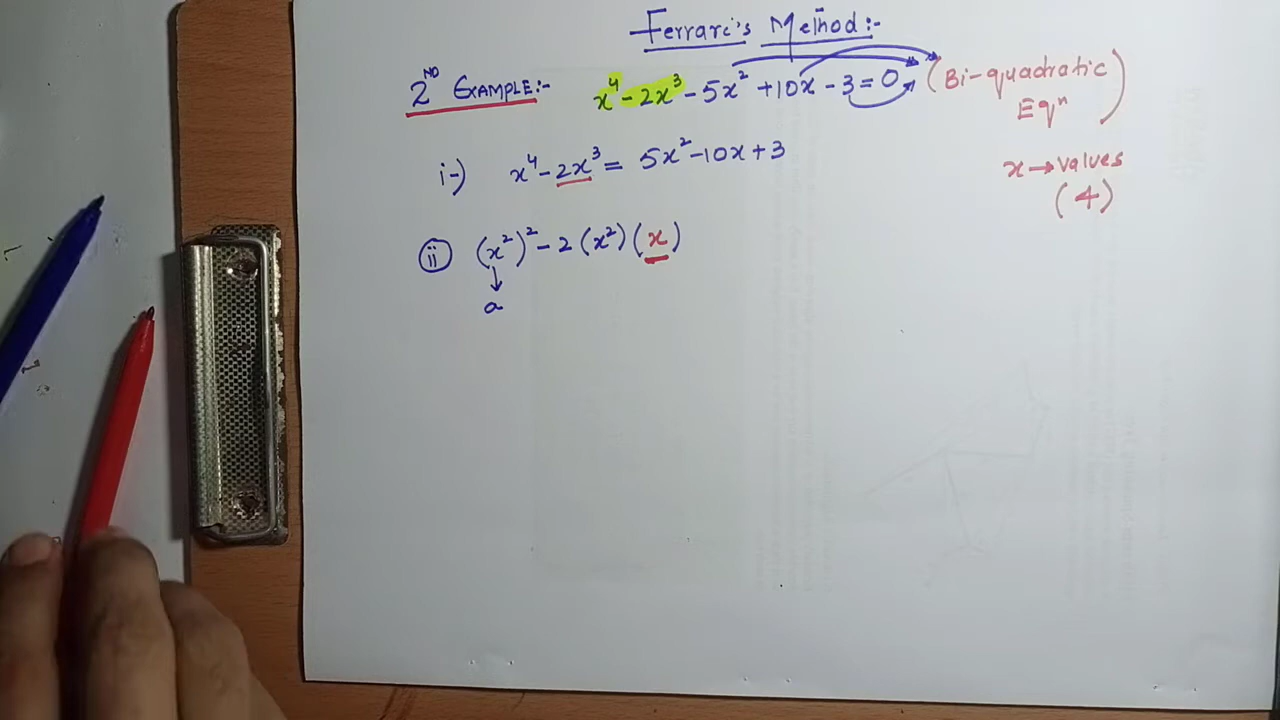 Ferrari's Method:-
2ND EXAMPLE:- x⁴ - 2x³ - 5x² + 10x - 3 = 0 (Bi-quadratic Eqⁿ)
i-) x⁴ - 2x³ = 5x² - 10x + 3
x → values
(4)
ii (x²)² - 2(x²)(x)
a